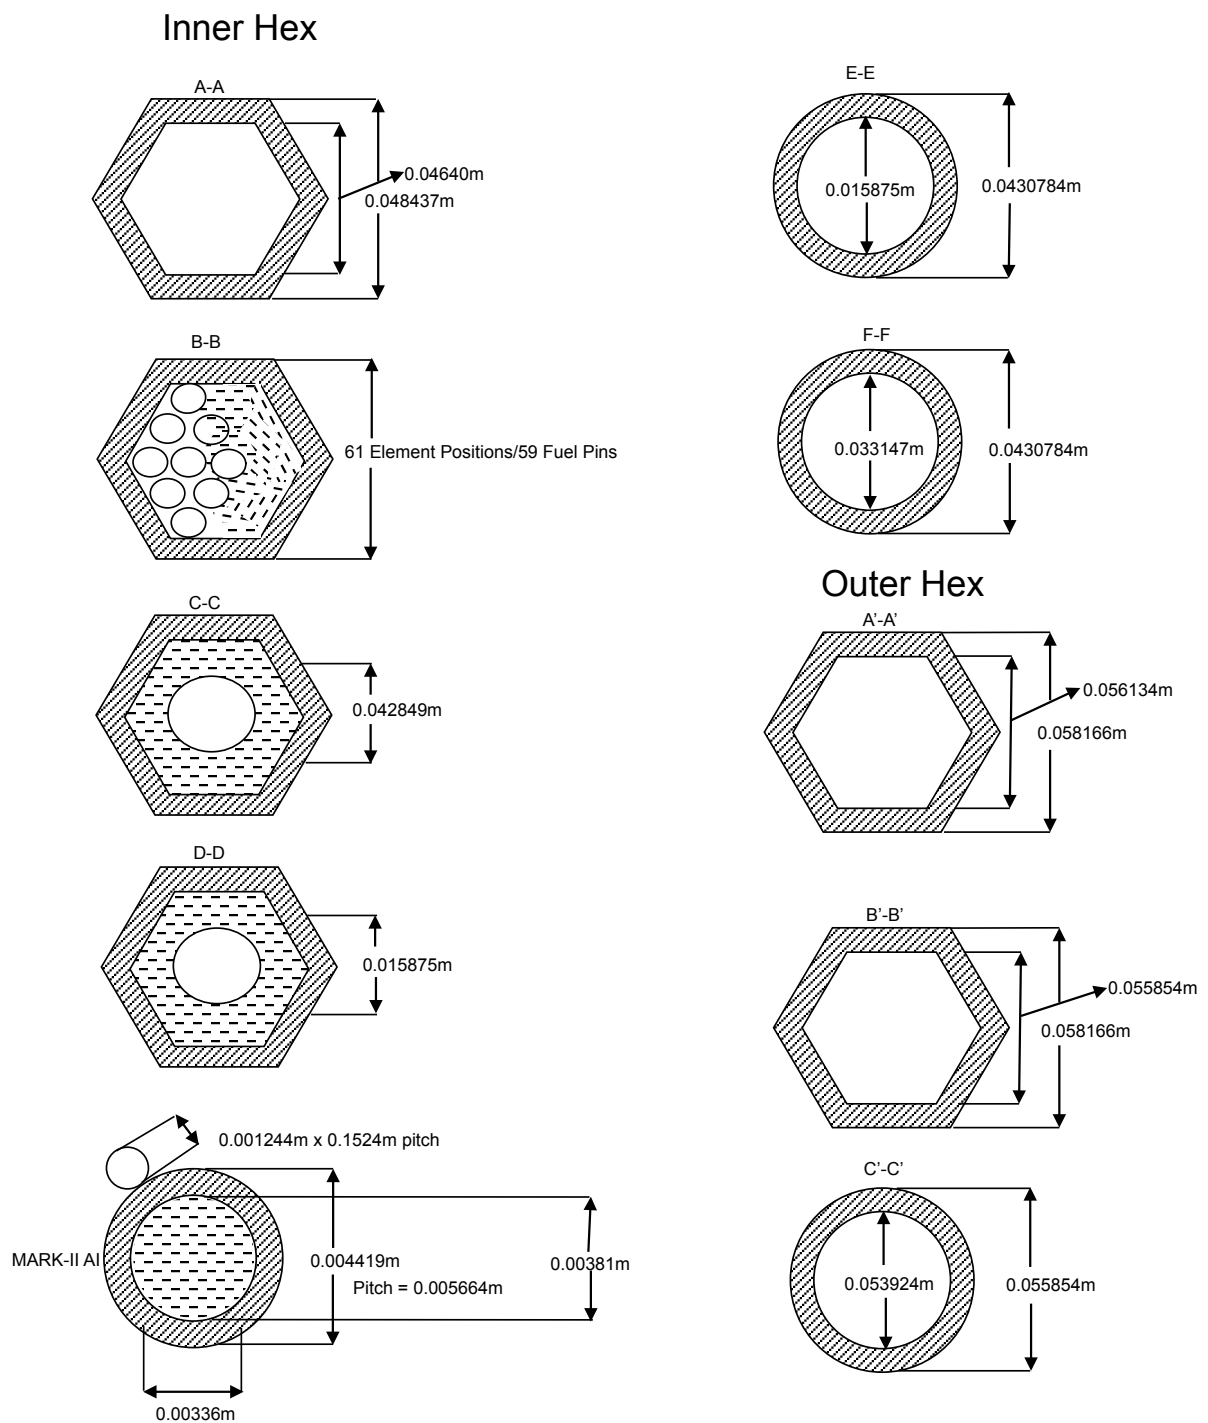 Inner Hex
A-A
0.04640m
0.048437m
B-B
61 Element Positions/59 Fuel Pins
C-C
0.042849m
D-D
0.015875m
0.001244m x 0.1524m pitch
MARK-II AI
0.004419m
0.00381m
Pitch = 0.005664m
0.00336m
E-E
0.015875m
0.0430784m
F-F
0.033147m
0.0430784m
Outer Hex
A’-A’
0.056134m
0.058166m
B’-B’
0.055854m
0.058166m
C’-C’
0.053924m
0.055854m